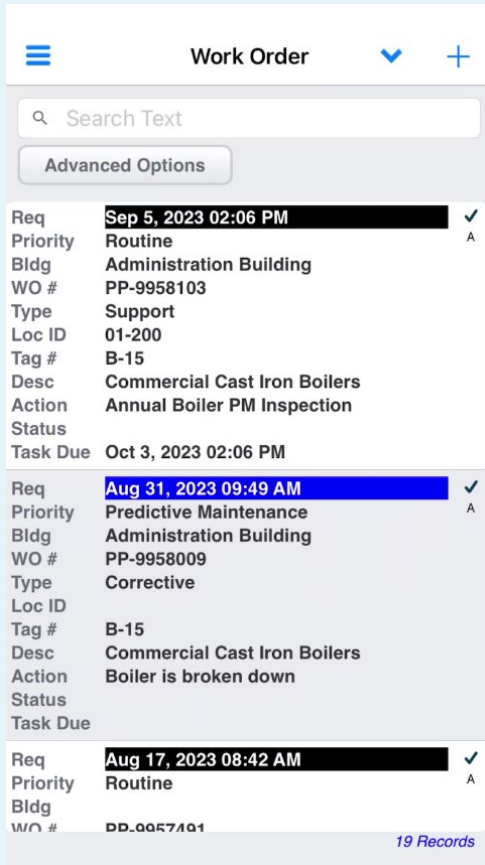 Work Order
Search Text
Advanced Options
Req Sep 5, 2023 02:06 PM
A
Priority Routine
Bldg Administration Building
WO # PP-9958103
Type Support
Loc ID 01-200
Tag # B-15
Desc Commercial Cast Iron Boilers
Action Annual Boiler PM Inspection
Status
Task Due Oct 3, 2023 02:06 PM
Req Aug 31, 2023 09:49 AM
A
Priority Predictive Maintenance
Bldg Administration Building
WO # PP-9958009
Type Corrective
Loc ID
Tag # B-15
Desc Commercial Cast Iron Boilers
Action Boiler is broken down
Status
Task Due
Req Aug 17, 2023 08:42 AM
A
Priority Routine
Bldg
WO # PP-9957491
19 Records